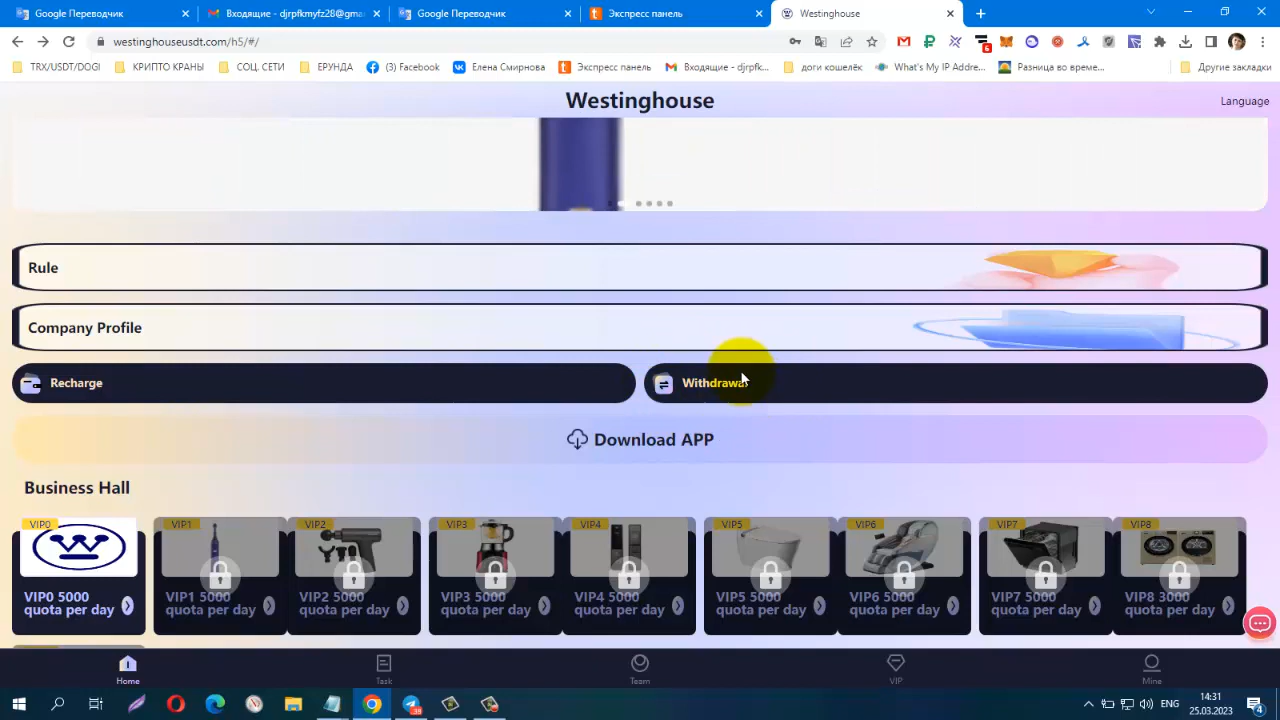 Google Переводчик
Входящие - djrpfkmyfz28@gma
Google Переводчик
Экспресс панель
Westinghouse
westinghouseusdt.com/h5/#/
6
TRX/USDT/DOGI
КРИПТО КРАНЫ
СОЦ. СЕТИ
ЕРУНДА
(3) Facebook
Елена Смирнова
Экспресс панель
Входящие - djrpfk...
доги кошелёк
What's My IP Addre...
Разница во време...
Другие закладки
Westinghouse
Language
Rule
Company Profile
Recharge
Withdrawal
Download APP
Business Hall
VIP0
VIP1
VIP2
VIP3
VIP4
VIP5
VIP6
VIP7
VIP8
VIP0 5000
quota per day
VIP1 5000
quota per day
VIP2 5000
quota per day
VIP3 5000
quota per day
VIP4 5000
quota per day
VIP5 5000
quota per day
VIP6 5000
quota per day
VIP7 5000
quota per day
VIP8 3000
quota per day
Home
Task
Team
VIP
Mine
ENG
14:31
25.03.2023
4